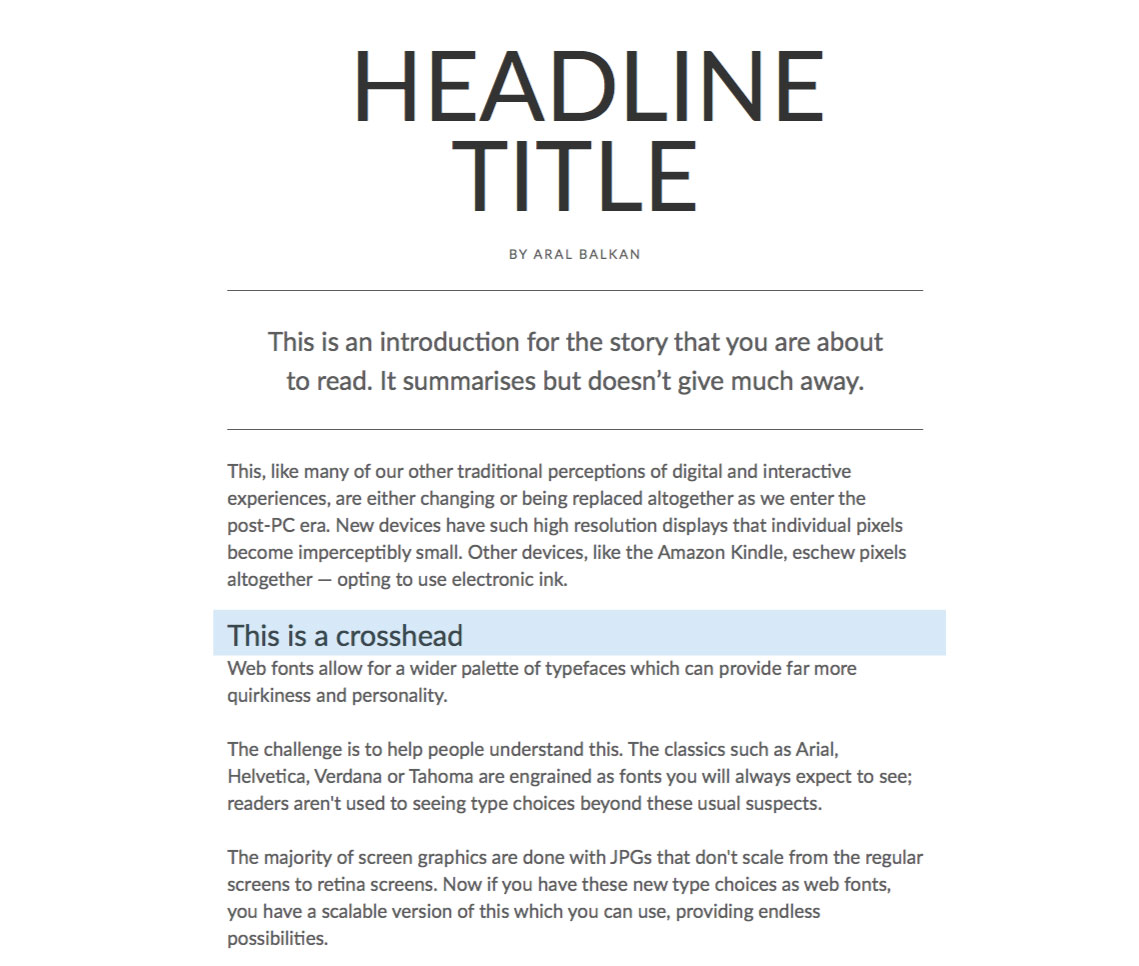 HEADLINE
TITLE
BY ARAL BALKAN
This is an introduction for the story that you are about
to read. It summarises but doesn’t give much away.
This, like many of our other traditional perceptions of digital and interactive
experiences, are either changing or being replaced altogether as we enter the
post-PC era. New devices have such high resolution displays that individual pixels
become imperceptibly small. Other devices, like the Amazon Kindle, eschew pixels
altogether — opting to use electronic ink.
This is a crosshead
Web fonts allow for a wider palette of typefaces which can provide far more
quirkiness and personality.
The challenge is to help people understand this. The classics such as Arial,
Helvetica, Verdana or Tahoma are engrained as fonts you will always expect to see;
readers aren't used to seeing type choices beyond these usual suspects.
The majority of screen graphics are done with JPGs that don't scale from the regular
screens to retina screens. Now if you have these new type choices as web fonts,
you have a scalable version of this which you can use, providing endless
possibilities.